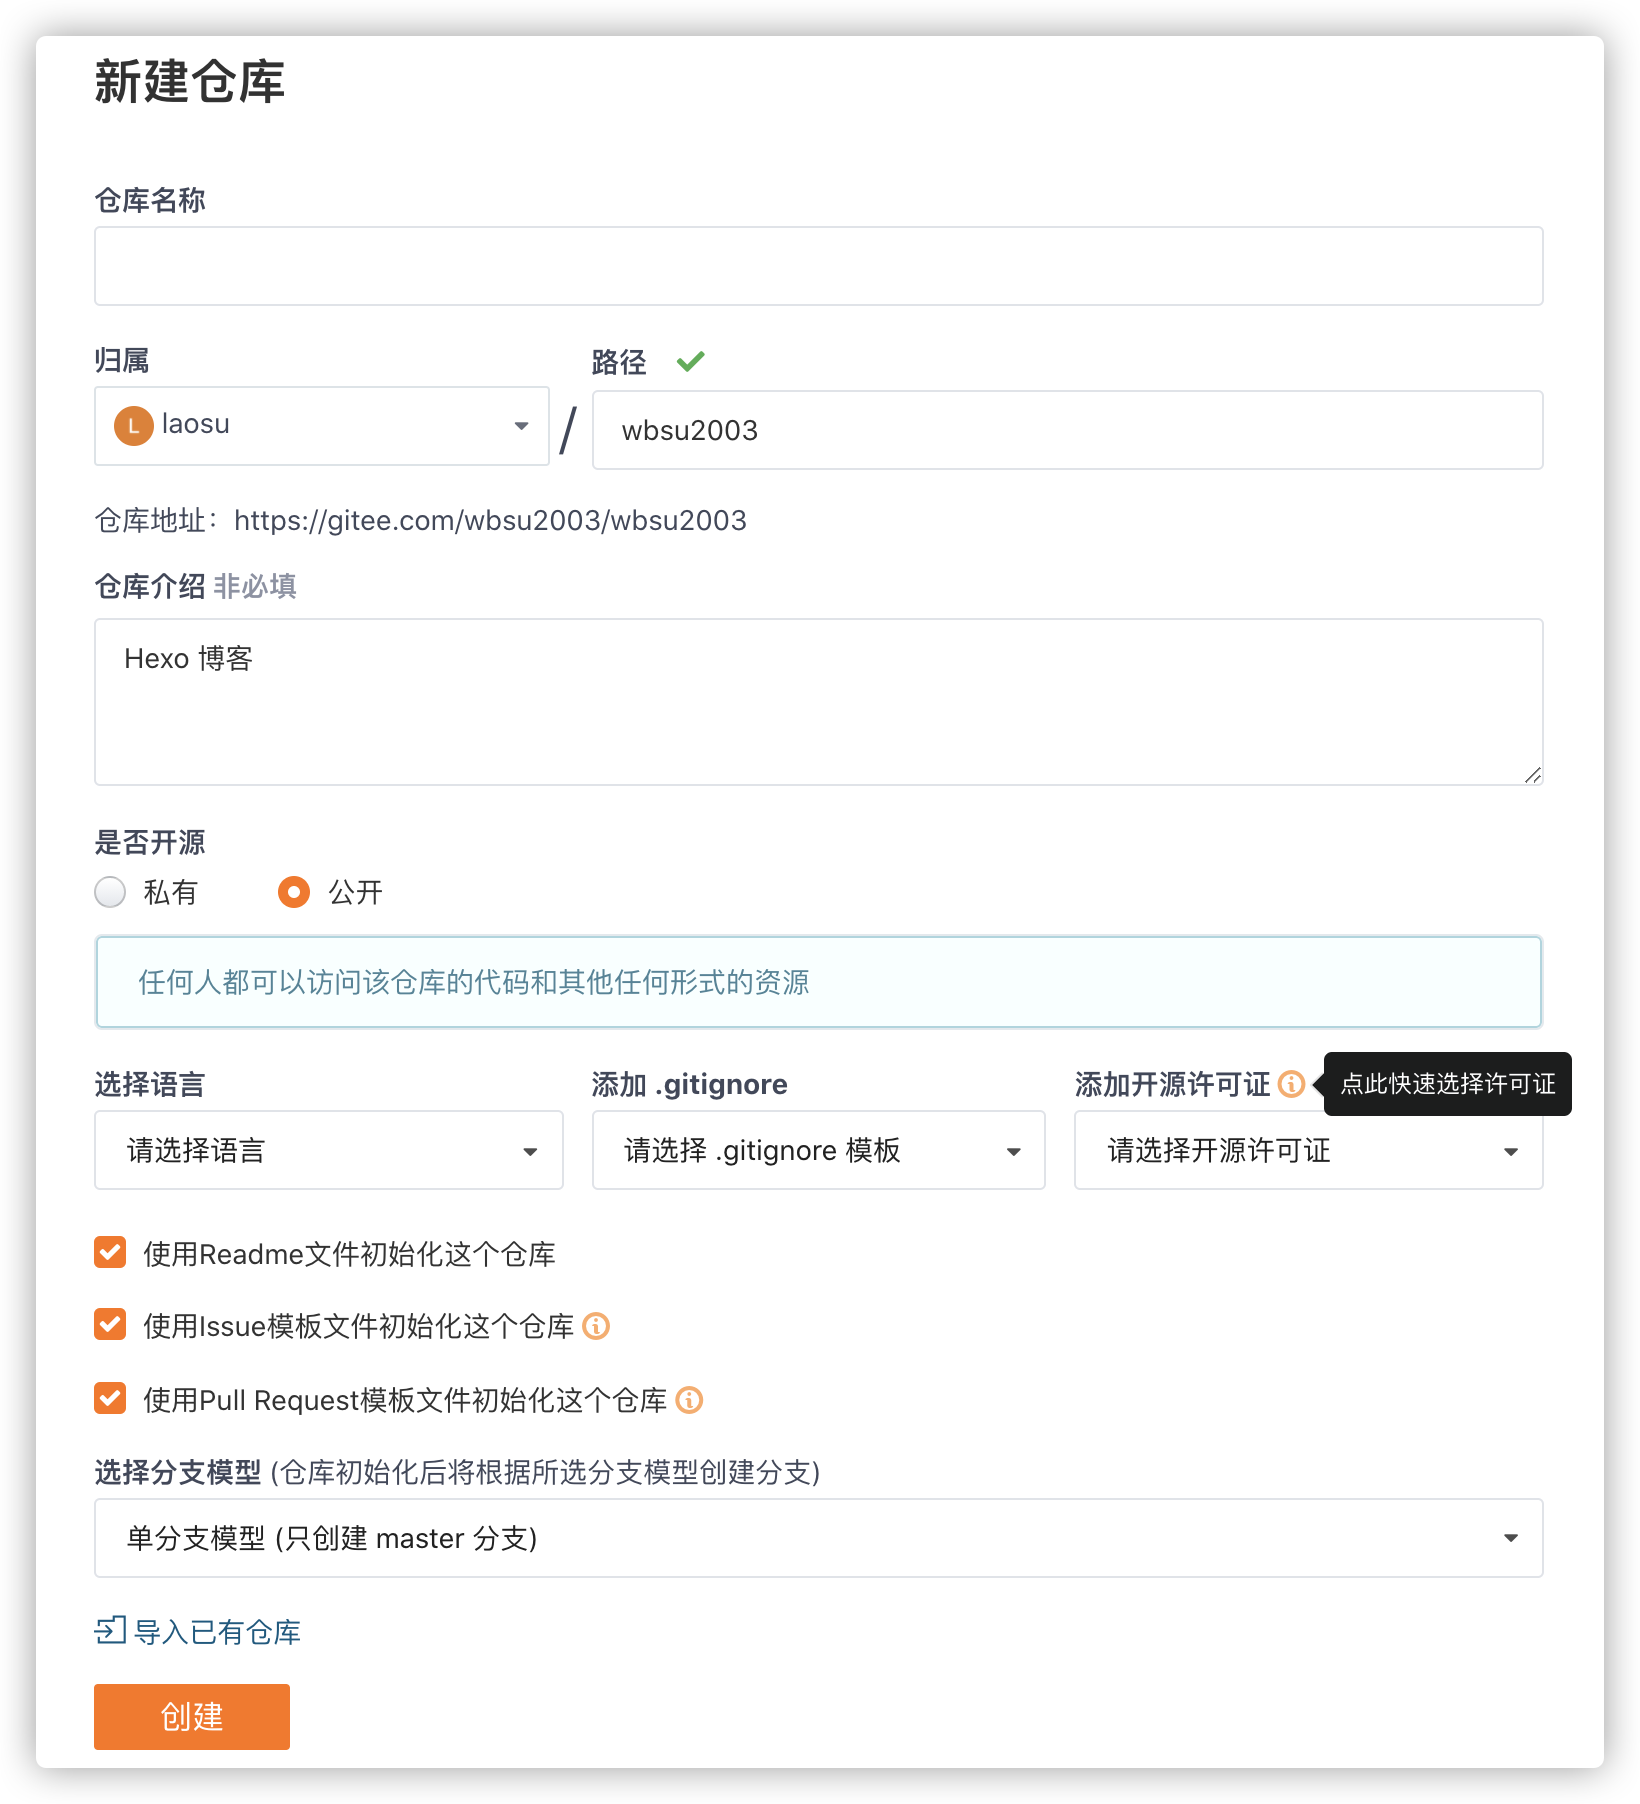 新建仓库
仓库名称
归属
路径
L laosu
/
wbsu2003
仓库地址：https://gitee.com/wbsu2003/wbsu2003
仓库介绍 非必填
Hexo 博客
是否开源
私有
公开
任何人都可以访问该仓库的代码和其他任何形式的资源
选择语言
添加 .gitignore
添加开源许可证
点此快速选择许可证
请选择语言
请选择 .gitignore 模板
请选择开源许可证
使用Readme文件初始化这个仓库
使用Issue模板文件初始化这个仓库
使用Pull Request模板文件初始化这个仓库
选择分支模型 (仓库初始化后将根据所选分支模型创建分支)
单分支模型 (只创建 master 分支)
导入已有仓库
创建